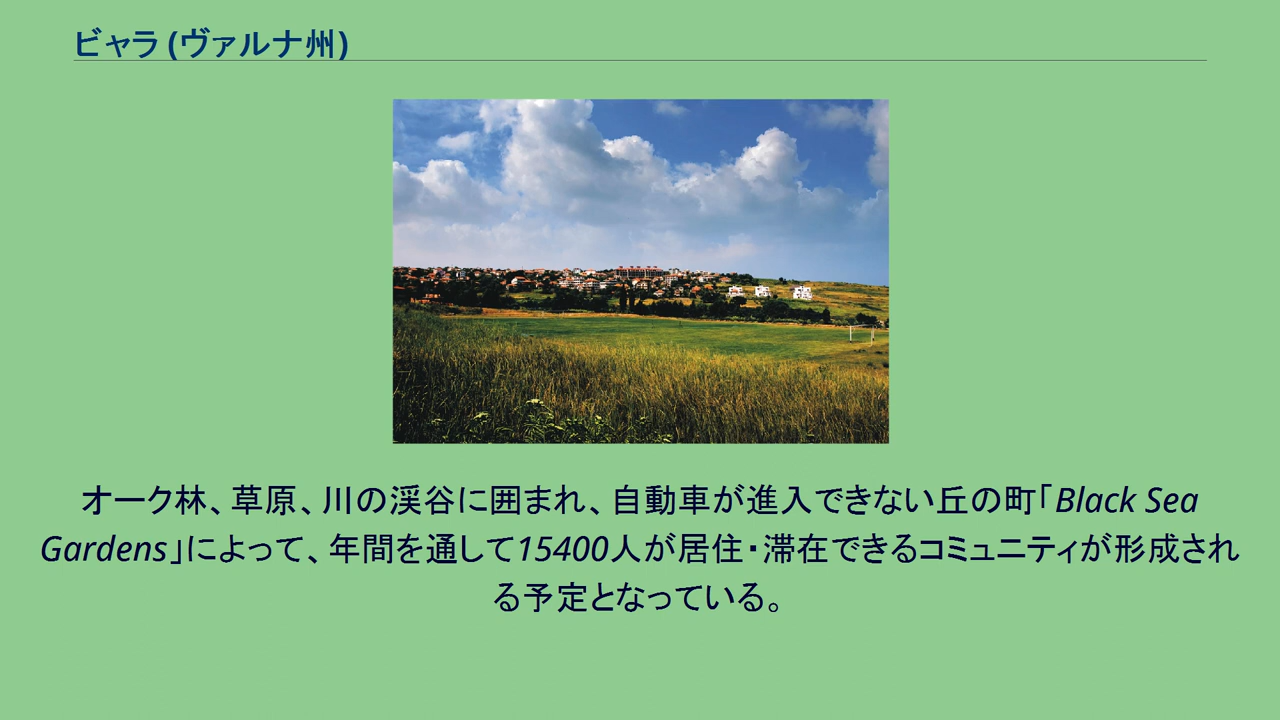 ビャラ (ヴァルナ州)
オーク林、草原、川の渓谷に囲まれ、自動車が進入できない丘の町「Black Sea
Gardens」によって、年間を通して15400人が居住・滞在できるコミュニティが形成され
る予定となっている。